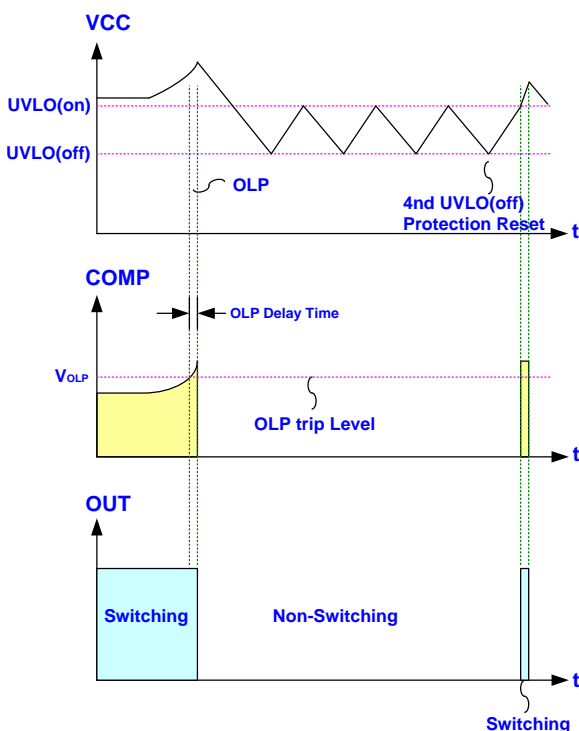 VCC
UVLO(on)
UVLO(off)
OLP
4nd UVLO(off)
Protection Reset
t
COMP
OLP Delay Time
VOLP
OLP trip Level
t
OUT
Switching
Non-Switching
t
Switching